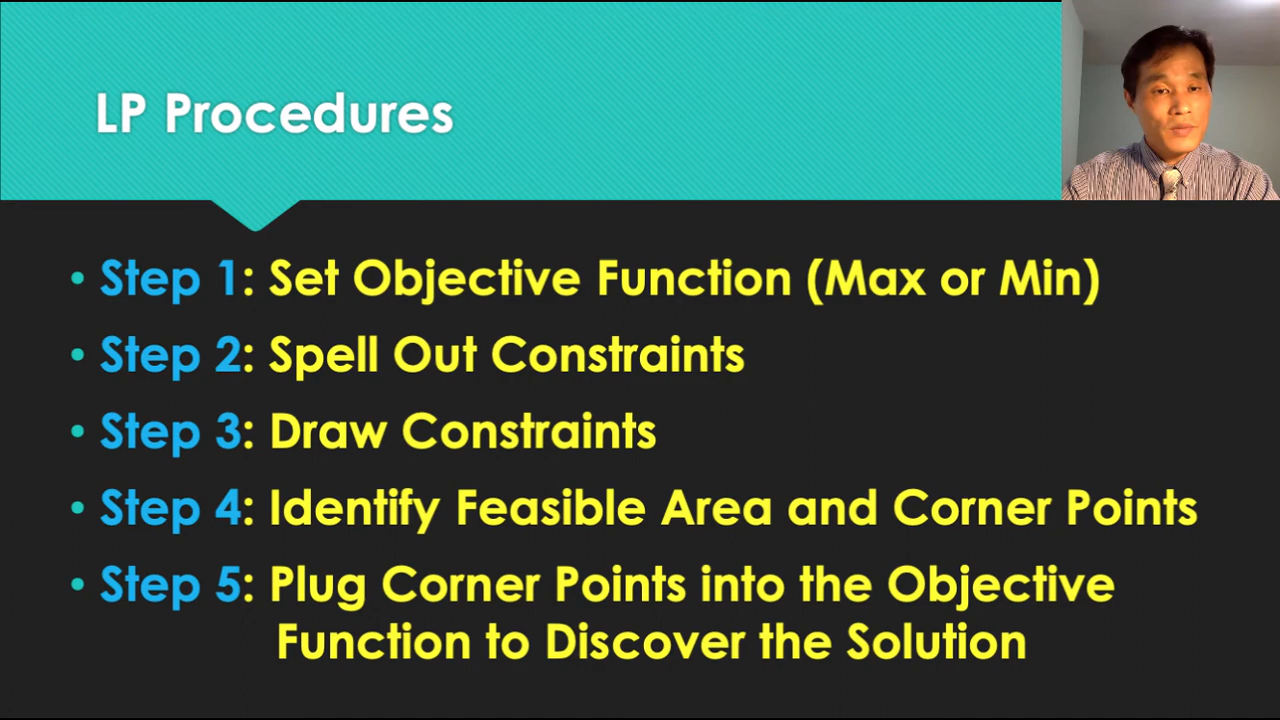 LP Procedures
• Step 1: Set Objective Function (Max or Min)
• Step 2: Spell Out Constraints
• Step 3: Draw Constraints
• Step 4: Identify Feasible Area and Corner Points
• Step 5: Plug Corner Points into the Objective
Function to Discover the Solution